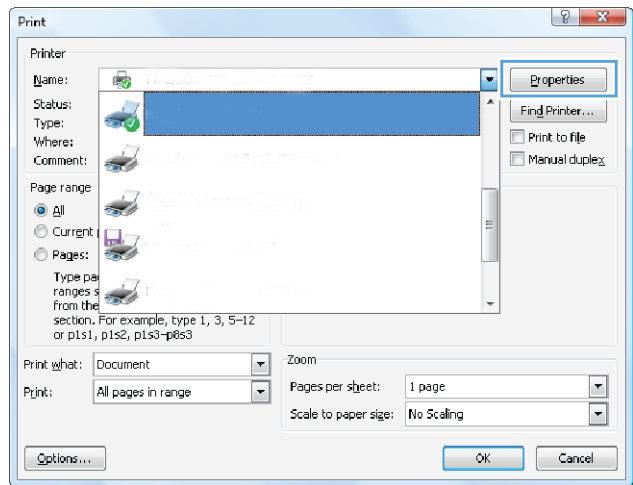 Print
Printer
Name:
Properties
Status:
Find Printer...
Type:
Print to file
Where:
Manual duplex
Comment:
Page range
All
Current
Pages:
Type
ranges
from the
section. For example, type 1, 3, 5–12
or p1s1, p1s2, p1s3–p8s3
Print what: Document
Print: All pages in range
Zoom
Pages per sheet: 1 page
Scale to paper size: No Scaling
Options...
OK
Cancel